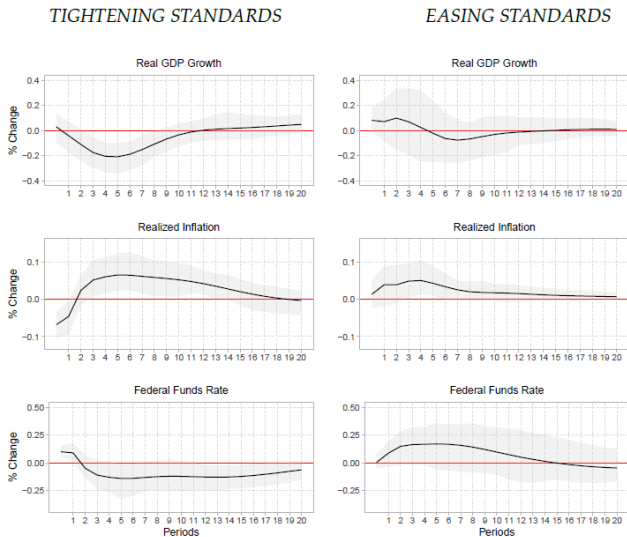 TIGHTENING STANDARDS
EASING STANDARDS
Real GDP Growth
% Change
0.4
0.2
0.0
−0.2
−0.4
1 2 3 4 5 6 7 8 9 10 11 12 13 14 15 16 17 18 19 20
Real GDP Growth
0.4
0.2
0.0
−0.2
−0.4
1 2 3 4 5 6 7 8 9 10 11 12 13 14 15 16 17 18 19 20
Realized Inflation
% Change
0.1
0.0
−0.1
1 2 3 4 5 6 7 8 9 10 11 12 13 14 15 16 17 18 19 20
Realized Inflation
0.1
0.0
−0.1
1 2 3 4 5 6 7 8 9 10 11 12 13 14 15 16 17 18 19 20
Federal Funds Rate
% Change
0.50
0.25
0.00
−0.25
1 2 3 4 5 6 7 8 9 10 11 12 13 14 15 16 17 18 19 20
Periods
Federal Funds Rate
0.50
0.25
0.00
−0.25
1 2 3 4 5 6 7 8 9 10 11 12 13 14 15 16 17 18 19 20
Periods